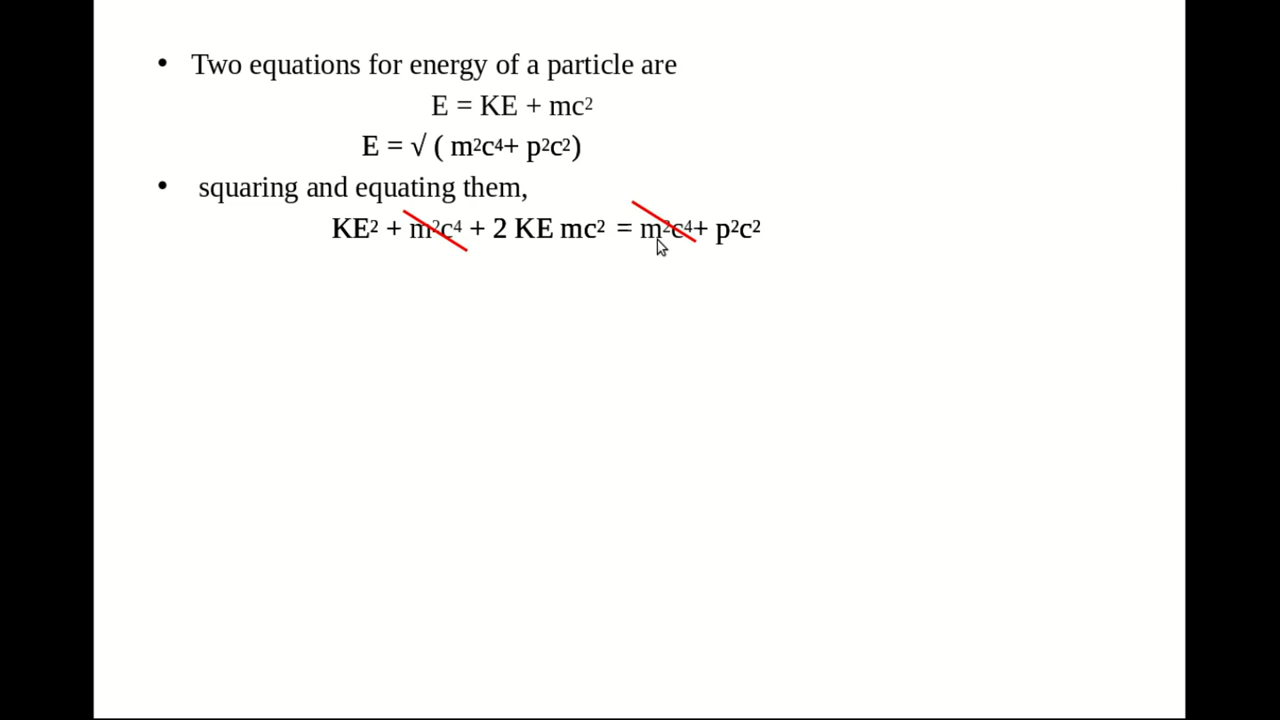 • Two equations for energy of a particle are
E = KE + mc²
E = √ ( m²c⁴+ p²c²)
• squaring and equating them,
KE² + m²c⁴ + 2 KE mc² = m²c⁴+ p²c²